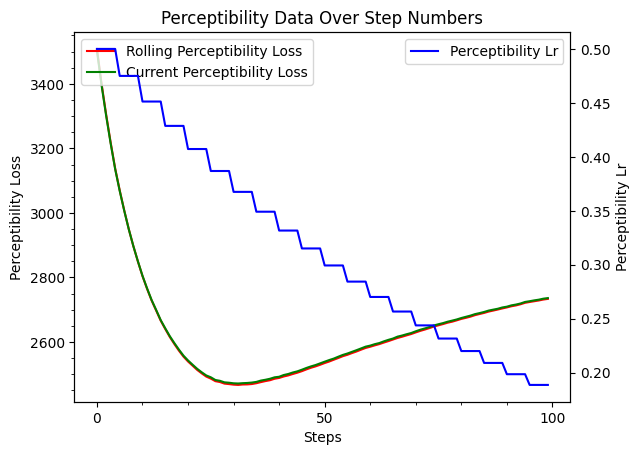 Perceptibility Data Over Step Numbers
Rolling Perceptibility Loss
Current Perceptibility Loss
Perceptibility Lr
3400
3200
3000
2800
2600
Perceptibility Loss
0.50
0.45
0.40
0.35
0.30
0.25
0.20
Perceptibility Lr
0
50
100
Steps